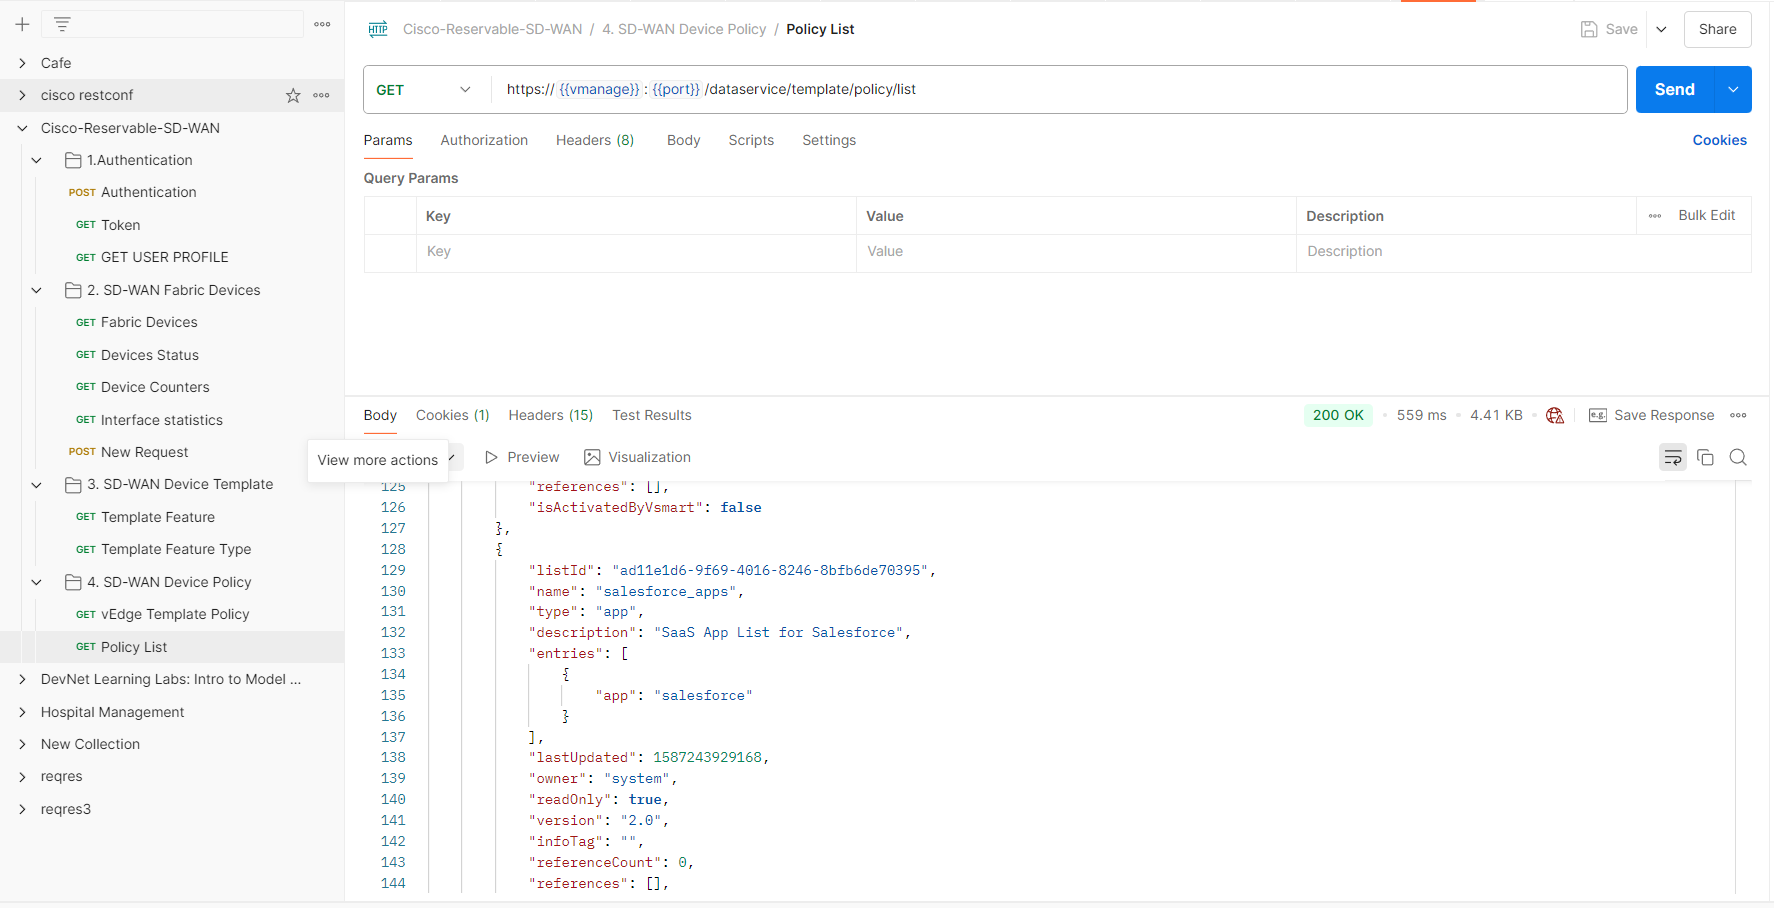 Cafe
cisco restconf
Cisco-Reservable-SD-WAN
1.Authentication
POST Authentication
GET Token
GET GET USER PROFILE
2. SD-WAN Fabric Devices
GET Fabric Devices
GET Devices Status
GET Device Counters
GET Interface statistics
POST New Request
3. SD-WAN Device Template
GET Template Feature
GET Template Feature Type
4. SD-WAN Device Policy
GET vEdge Template Policy
GET Policy List
DevNet Learning Labs: Intro to Model ...
Hospital Management
New Collection
reqres
reqres3
HTTP Cisco-Reservable-SD-WAN / 4. SD-WAN Device Policy / Policy List
Save Share
GET https://{{vmanage}}:{{port}}/dataservice/template/policy/list Send
Params Authorization Headers (8) Body Scripts Settings Cookies
Query Params
Key Value Description Bulk Edit
Key Value Description
Body Cookies (1) Headers (15) Test Results 200 OK 559 ms 4.41 KB e.g. Save Response
View more actions Preview Visualization
125 "references": [],
126 "isActivatedByVsmart": false
127 },
128 {
129 "listId": "ad11e1d6-9f69-4016-8246-8bfb6de70395",
130 "name": "salesforce_apps",
131 "type": "app",
132 "description": "SaaS App List for Salesforce",
133 "entries": [
134 {
135 "app": "salesforce"
136 }
137 ],
138 "lastUpdated": 1587243929168,
139 "owner": "system",
140 "readOnly": true,
141 "version": "2.0",
142 "infoTag": "",
143 "referenceCount": 0,
144 "references": [],